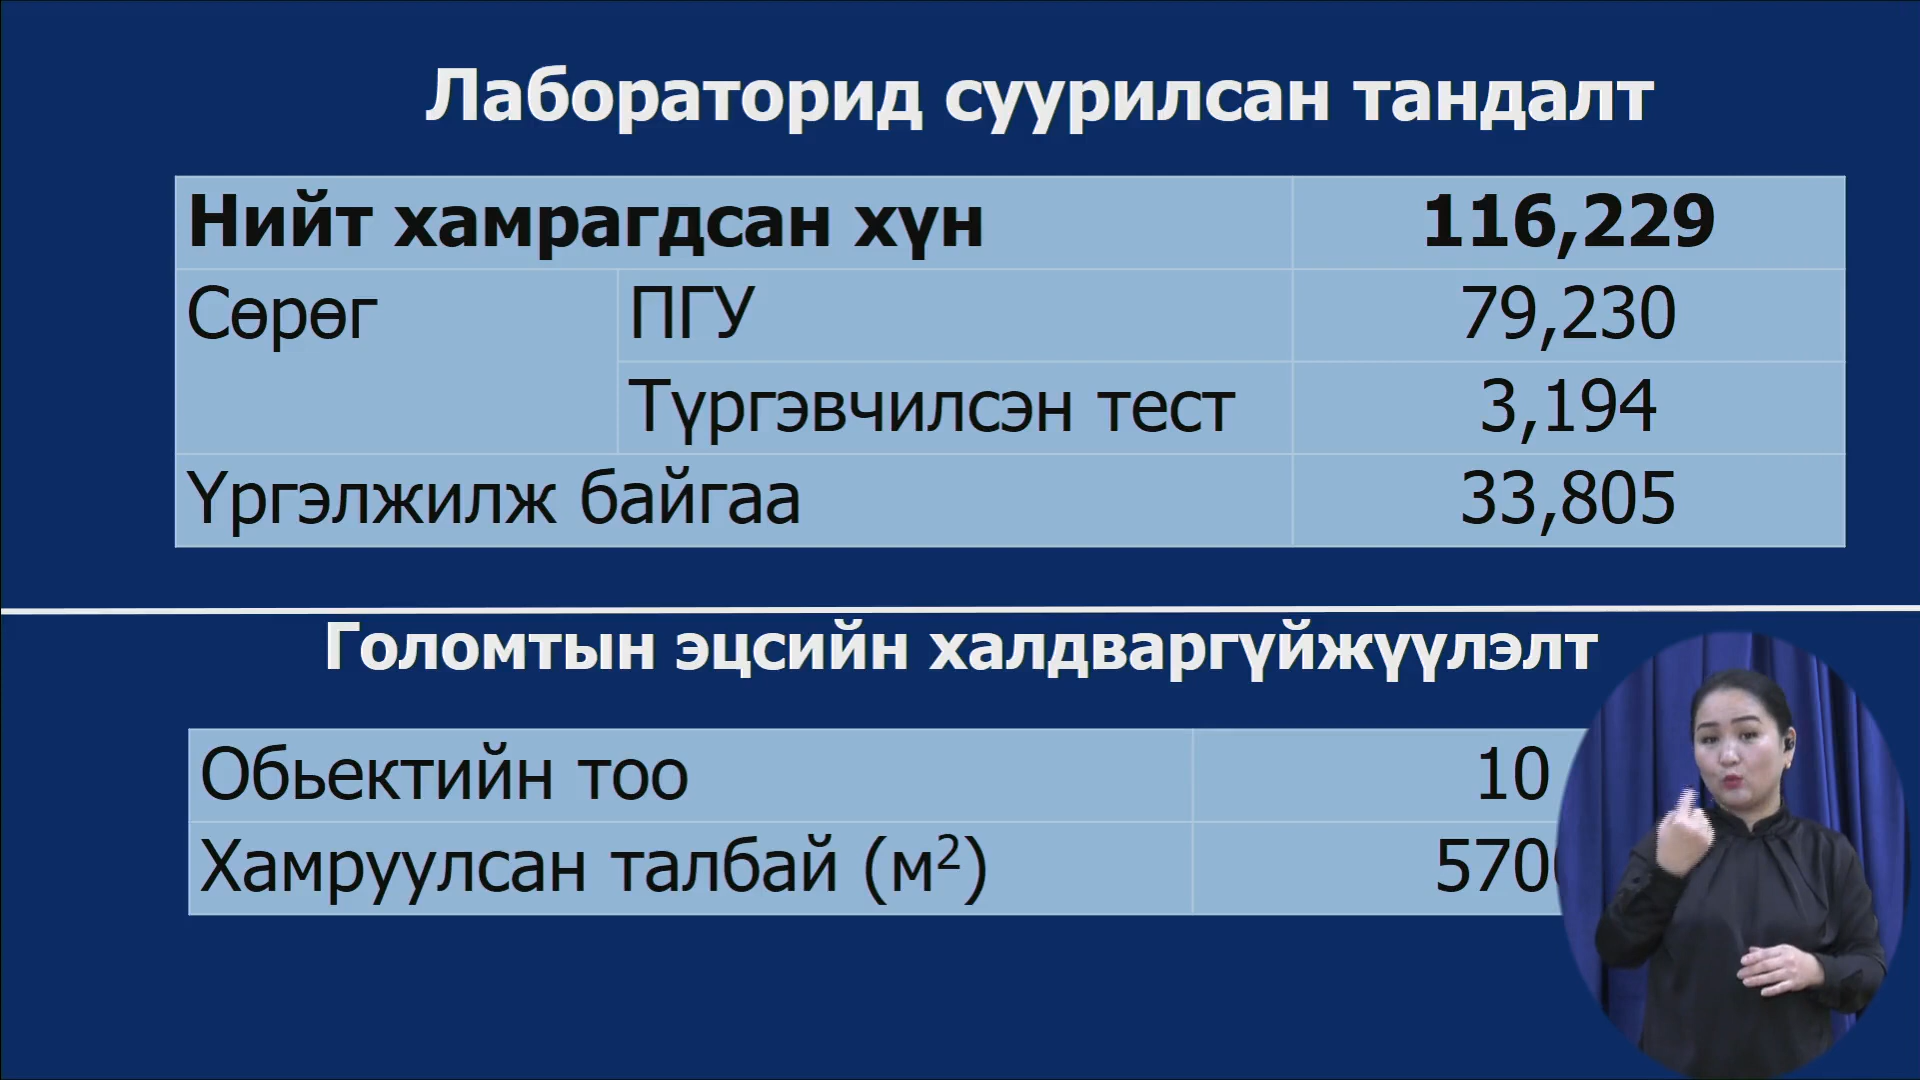 Лабораторид суурилсан тандалт
Нийт хамрагдсан хүн 116,229
Сөрөг ПГУ 79,230
Түргэвчилсэн тест 3,194
Үргэлжилж байгаа 33,805
Голомтын эцсийн халдваргүйжүүлэлт
Обьектийн тоо 10
Хамруулсан талбай (м²)